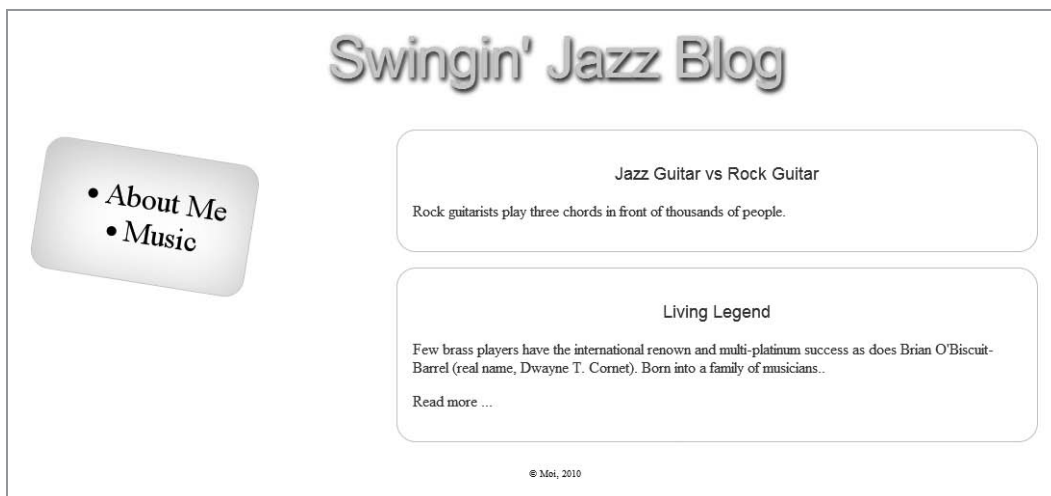 Swingin' Jazz Blog
• About Me
• Music
Jazz Guitar vs Rock Guitar
Rock guitarists play three chords in front of thousands of people.
Living Legend
Few brass players have the international renown and multi-platinum success as does Brian O'Biscuit-
Barrel (real name, Dwayne T. Cornet). Born into a family of musicians..
Read more ...
© Moi, 2010